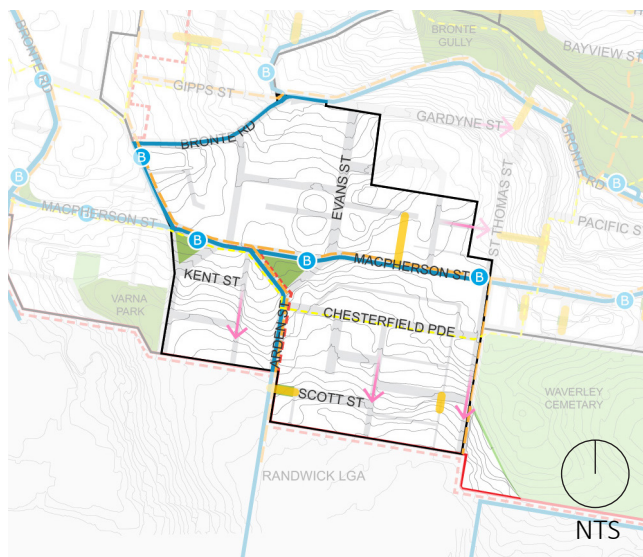 BRONTE RD
BRONTE
GULLY
BAYVIEW ST
B
B
GIPPS ST
GARDYNE ST
BRONTE RD
B
EVANS ST
ST THOMAS ST
BRONTE RD
B
B
MACPHERSON ST
B
PACIFIC S
B
B
MACPHERSON ST
B
KENT ST
B
VARNA
PARK
ARDEN ST
CHESTERFIELD PDE
SCOTT ST
WAVERLEY
CEMETARY
RANDWICK LGA
NTS